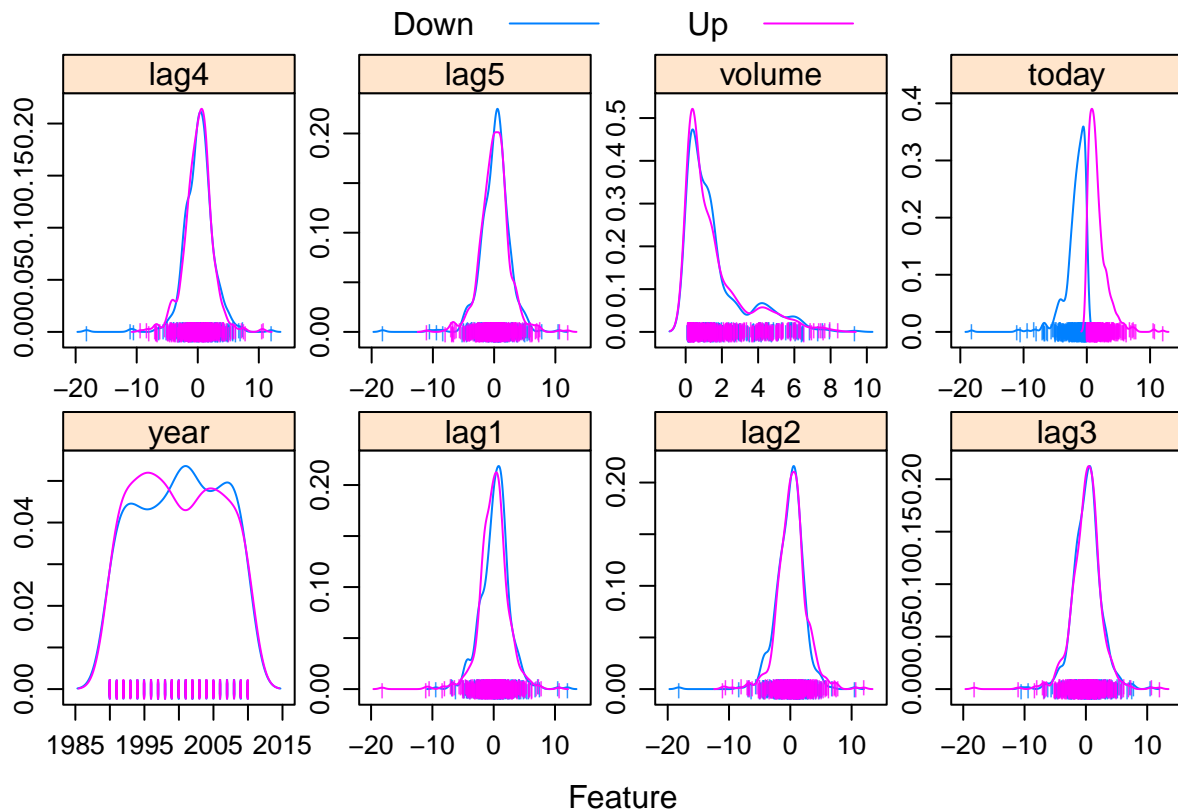 Down Up
lag4 lag5 volume today
0.00 0.05 0.10 0.15 0.20
0.00 0.10 0.20
0.0 0.1 0.2 0.3 0.4 0.5
0.0 0.1 0.2 0.3 0.4
−20 −10 0 10
−20 −10 0 10
0 2 4 6 8 10
−20 −10 0 10
year lag1 lag2 lag3
0.00 0.02 0.04
0.00 0.10 0.20
0.00 0.10 0.20
0.00 0.05 0.10 0.15 0.20
1985 1995 2005 2015
−20 −10 0 10
−20 −10 0 10
−20 −10 0 10
Feature